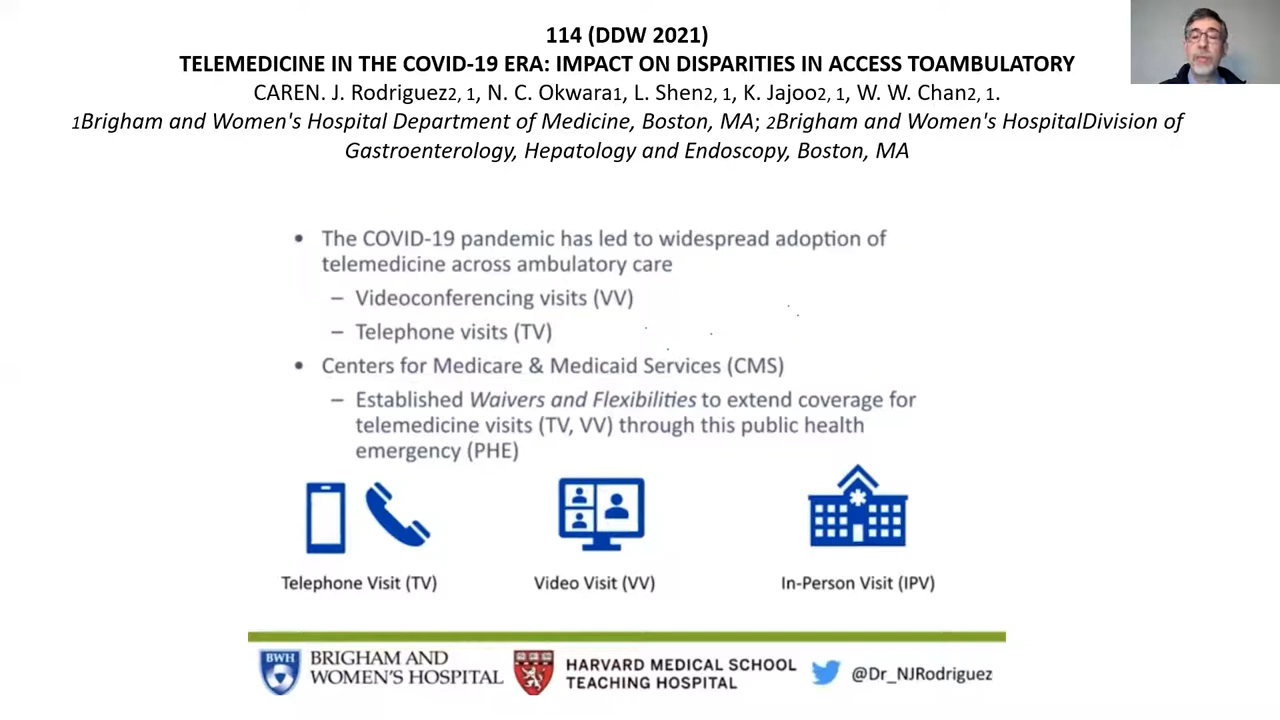 114 (DDW 2021)
TELEMEDICINE IN THE COVID-19 ERA: IMPACT ON DISPARITIES IN ACCESS TOAMBULATORY
CAREN. J. Rodriguez2, 1, N. C. Okwara1, L. Shen2, 1, K. Jajoo2, 1, W. W. Chan2, 1.
1Brigham and Women's Hospital Department of Medicine, Boston, MA; 2Brigham and Women's HospitalDivision of
Gastroenterology, Hepatology and Endoscopy, Boston, MA
• The COVID-19 pandemic has led to widespread adoption of
telemedicine across ambulatory care
– Videoconferencing visits (VV)
– Telephone visits (TV)
• Centers for Medicare & Medicaid Services (CMS)
– Established Waivers and Flexibilities to extend coverage for
telemedicine visits (TV, VV) through this public health
emergency (PHE)
Telephone Visit (TV)
Video Visit (VV)
In-Person Visit (IPV)
BWH
BRIGHAM AND
WOMEN'S HOSPITAL
HARVARD MEDICAL SCHOOL
TEACHING HOSPITAL
@Dr_NJRodriguez